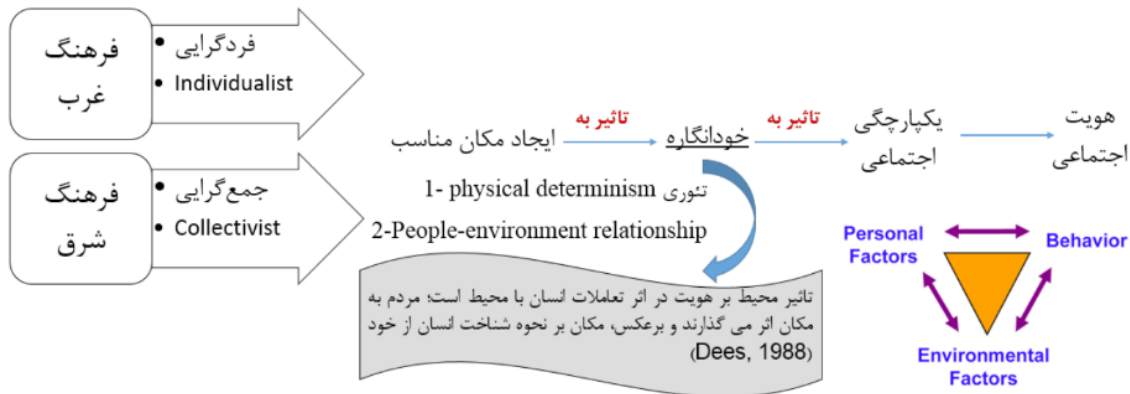 فرهنگ
غرب
• فردگرایی
• Individualist
فرهنگ
شرق
• جمع‌گرایی
• Collectivist
ایجاد مکان مناسب
تاثیر به
خودانگاره
تاثیر به
یکپارچگی
اجتماعی
هویت
اجتماعی
تئوری 1- physical determinism
2-People-environment relationship
تاثیر محیط بر هویت در اثر تعاملات انسان با محیط است؛ مردم به
مکان اثر می گذارند و برعکس، مکان بر نحوه شناخت انسان از خود
(Dees, 1988)
Personal
Factors
Behavior
Environmental
Factors